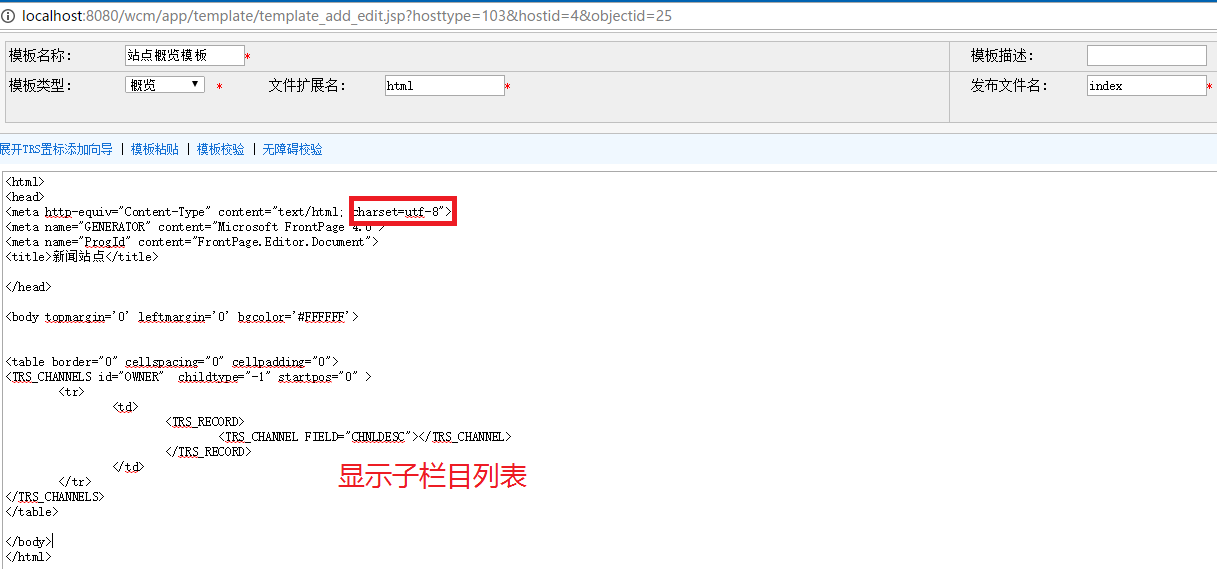 localhost:8080/wcm/app/template/template_add_edit.jsp?hosttype=103&hostid=4&objectid=25
模板名称: 站点概览模板 * 模板描述:
模板类型: 概览 * 文件扩展名: html * 发布文件名: index *
展开TRS置标添加向导 | 模板粘贴 | 模板校验 | 无障碍校验
<html>
<head>
<meta http-equiv="Content-Type" content="text/html; charset=utf-8">
<meta name="GENERATOR" content="Microsoft FrontPage 4.0">
<meta name="ProgId" content="FrontPage.Editor.Document">
<title>新闻站点</title>
</head>
<body topmargin='0' leftmargin='0' bgcolor='#FFFFFF'>
<table border="0" cellspacing="0" cellpadding="0">
<TRS_CHANNELS id="OWNER" childtype="-1" startpos="0" >
<tr>
<td>
<TRS_RECORD>
<TRS_CHANNEL FIELD="CHNLDESC"></TRS_CHANNEL>
</TRS_RECORD>
</td>
显示子栏目列表
</tr>
</TRS_CHANNELS>
</table>
</body>
</html>